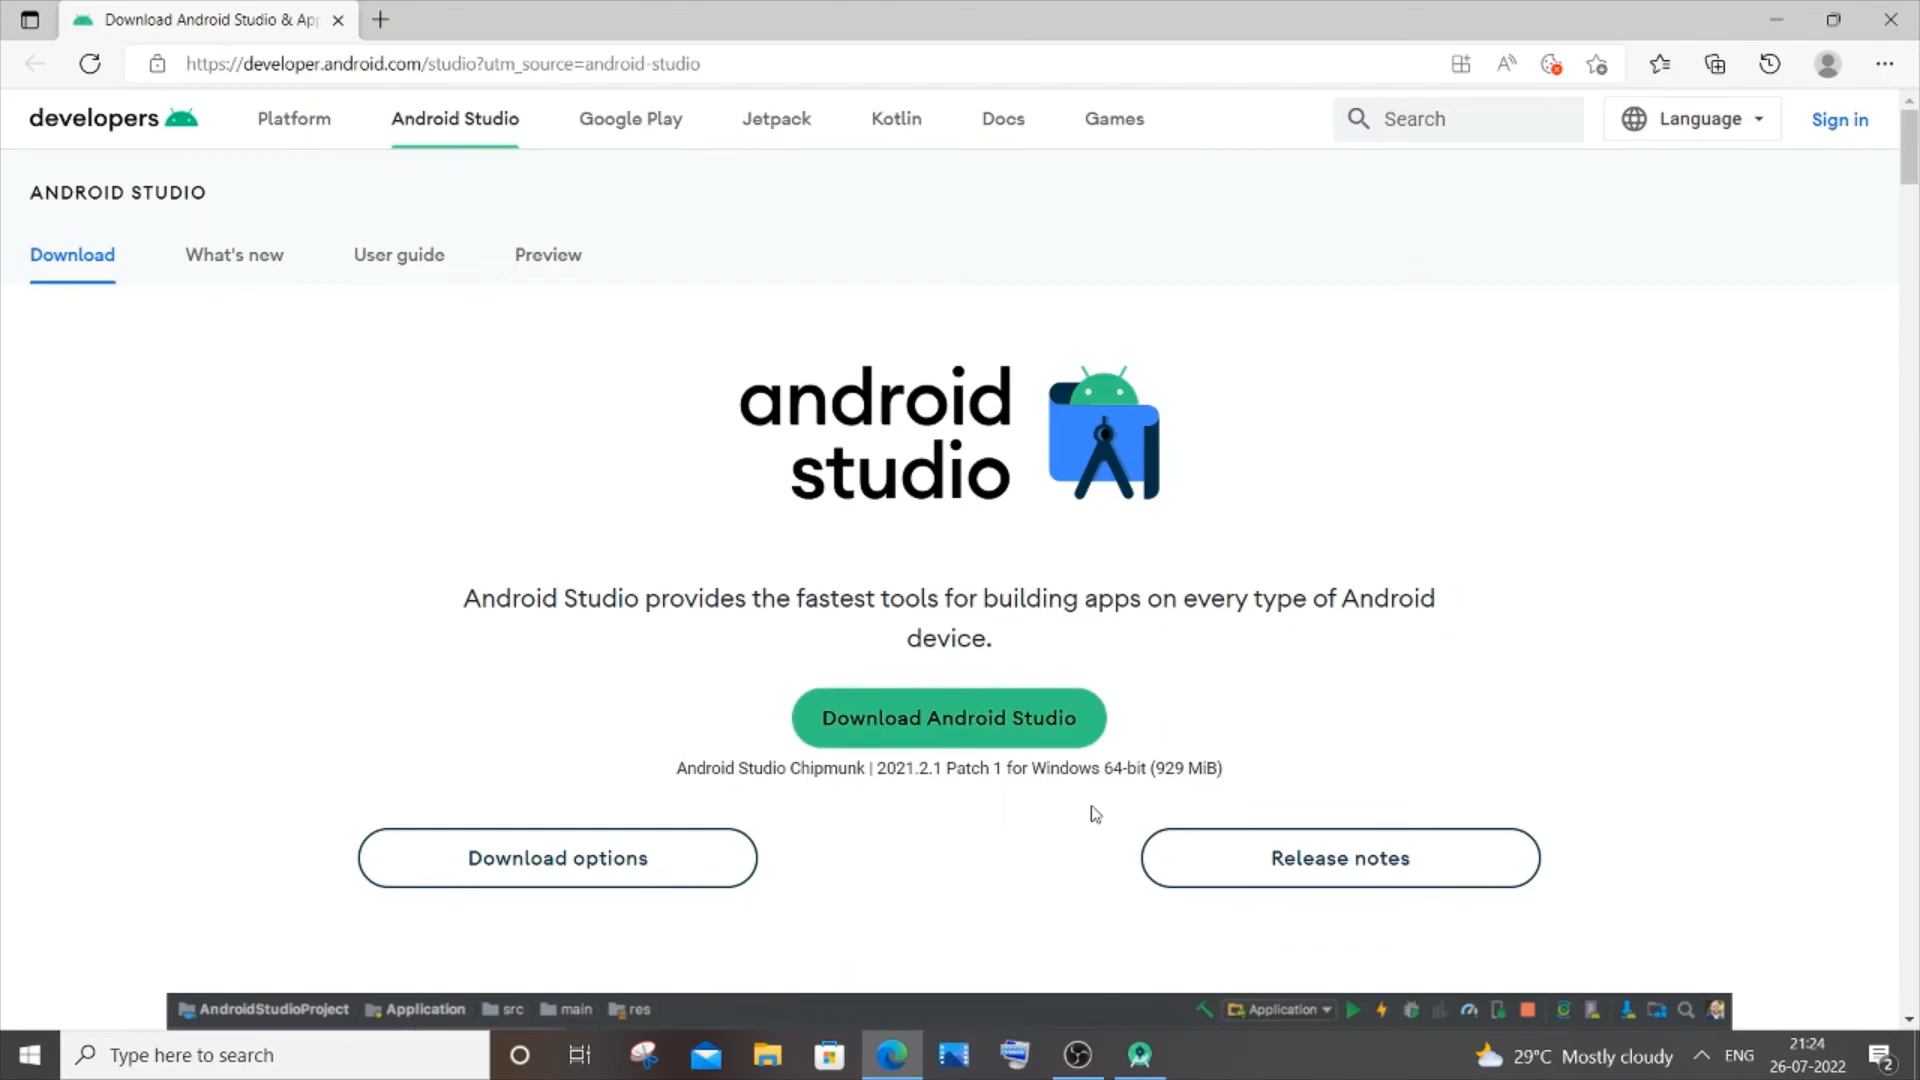 Download Android Studio & Ap
https://developer.android.com/studio?utm_source=android-studio
developers
Platform
Android Studio
Google Play
Jetpack
Kotlin
Docs
Games
Search
Language
Sign in
ANDROID STUDIO
Download
What's new
User guide
Preview
android
studio
Android Studio provides the fastest tools for building apps on every type of Android
device.
Download Android Studio
Android Studio Chipmunk | 2021.2.1 Patch 1 for Windows 64-bit (929 MiB)
Download options
Release notes
AndroidStudioProject
Application
src
main
res
Application
Type here to search
29°C Mostly cloudy
ENG
21:24
26-07-2022
2